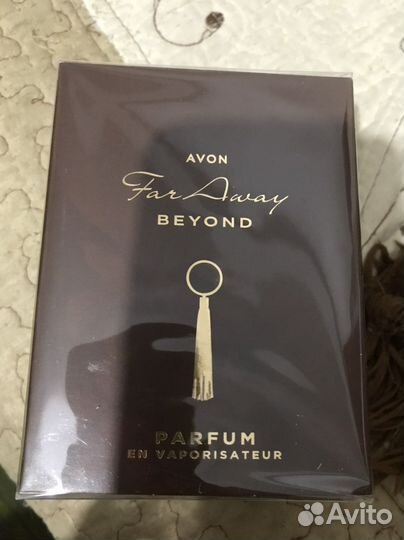 AVON
Far Away
BEYOND
PARFUM
EN VAPORISATEUR
Avito